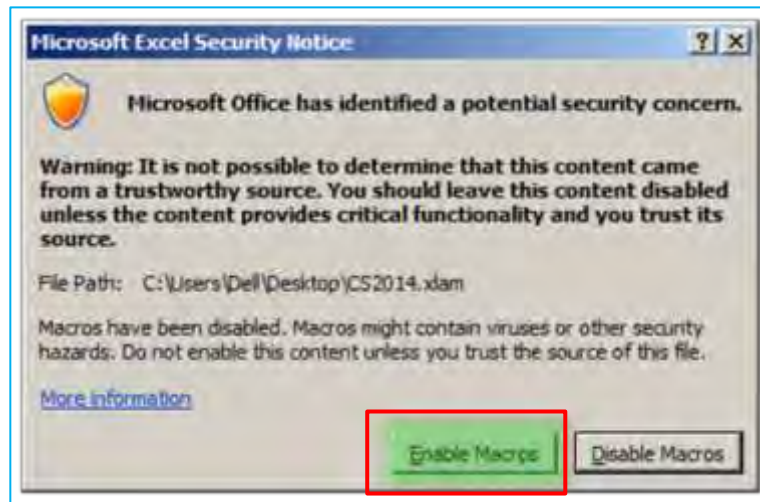 Microsoft Excel Security Notice
Microsoft Office has identified a potential security concern.
Warning: It is not possible to determine that this content came
from a trustworthy source. You should leave this content disabled
unless the content provides critical functionality and you trust its
source.
File Path: C:\Users\Dell\Desktop\CS2014.xlam
Macros have been disabled. Macros might contain viruses or other security
hazards. Do not enable this content unless you trust the source of this file.
More information
Enable Macros Disable Macros